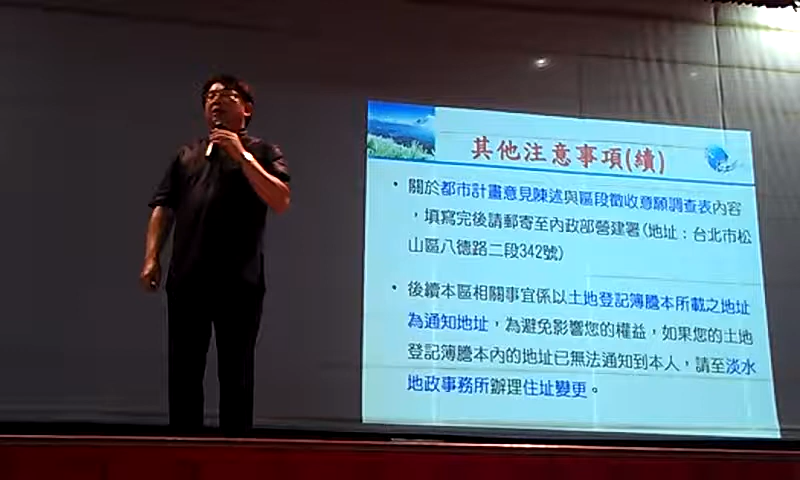 其他注意事項(續)
• 關於都市計畫意見陳述與區段徵收意願調查表內容
，填寫完後請郵寄至內政部營建署(地址：台北市松
山區八德路二段342號)
• 後續本區相關事宜係以土地登記簿謄本所載之地址
為通知地址，為避免影響您的權益，如果您的土地
登記簿謄本內的地址已無法通知到本人，請至淡水
地政事務所辦理住址變更。